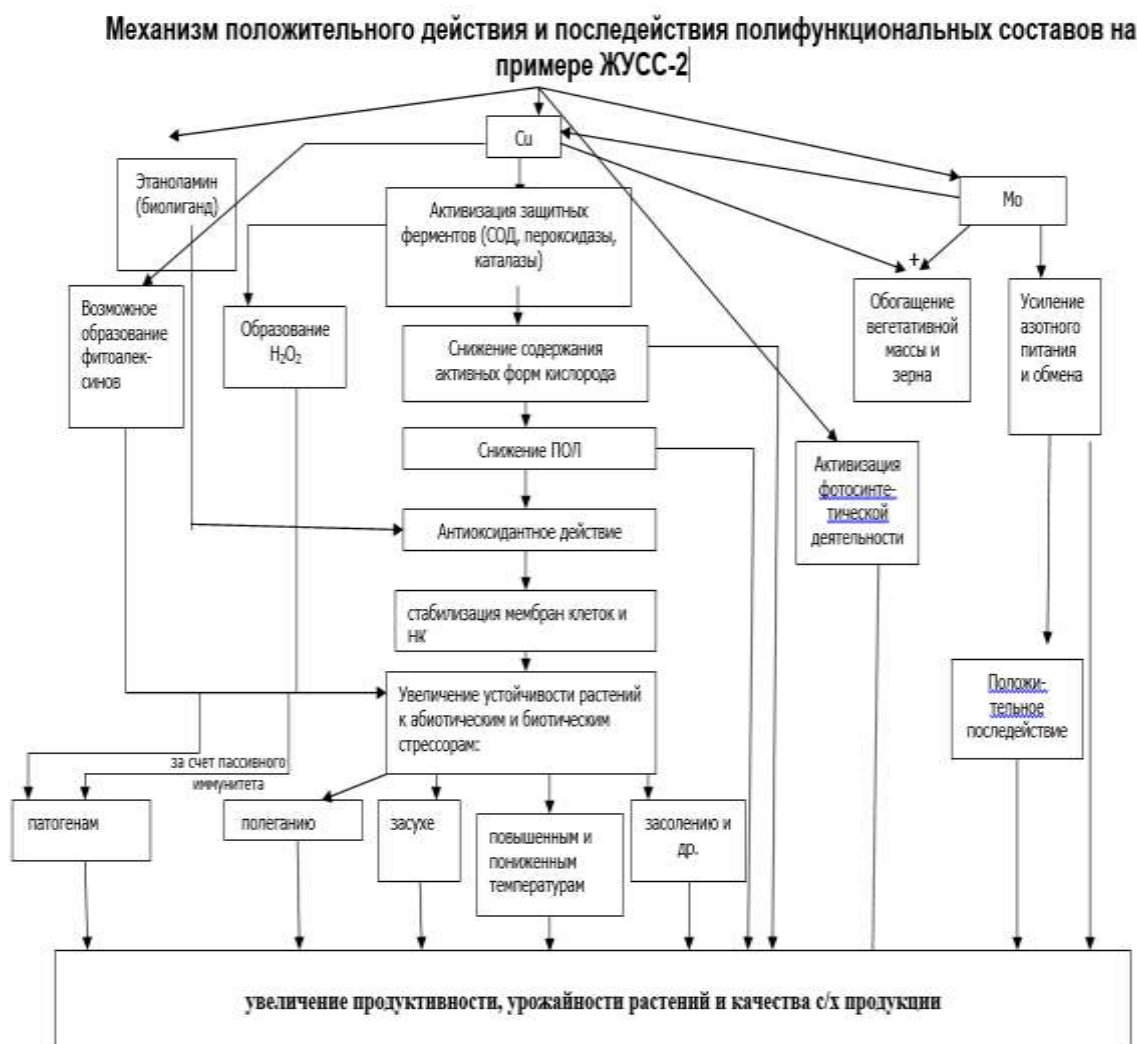 Механизм положительного действия и последействия полифункциональных составов на
примере ЖУСС-2
Cu
Этаноламин
(биолиганд)
Mo
Активизация защитных
ферментов (СОД, пероксидазы,
каталазы)
+
Возможное
образование
фитоалек-
синов
Образование
H₂O₂
Обогащение
вегетативной
массы и
зерна
Усиление
азотного
питания
и обмена
Снижение содержания
активных форм кислорода
Снижение ПОЛ
Активизация
фотосинте-
тической
деятельности
Антиоксидантное действие
стабилизация мембран клеток и
НК
Увеличение устойчивости растений
к абиотическим и биотическим
стрессорам:
Положи-
тельное
последействие
за счет пассивного
иммунитета
патогенам
полеганию
засухе
повышенным и
пониженным
температурам
засолению и
др.
увеличение продуктивности, урожайности растений и качества с/х продукции